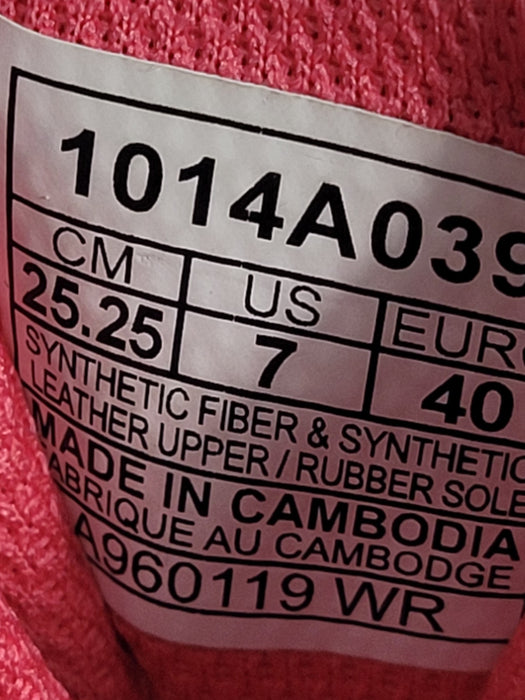 1014A039
CM US EUR
25.25 7 40
SYNTHETIC FIBER & SYNTHETIC
LEATHER UPPER / RUBBER SOLE
MADE IN CAMBODIA
FABRIQUE AU CAMBODGE
A960119 WR